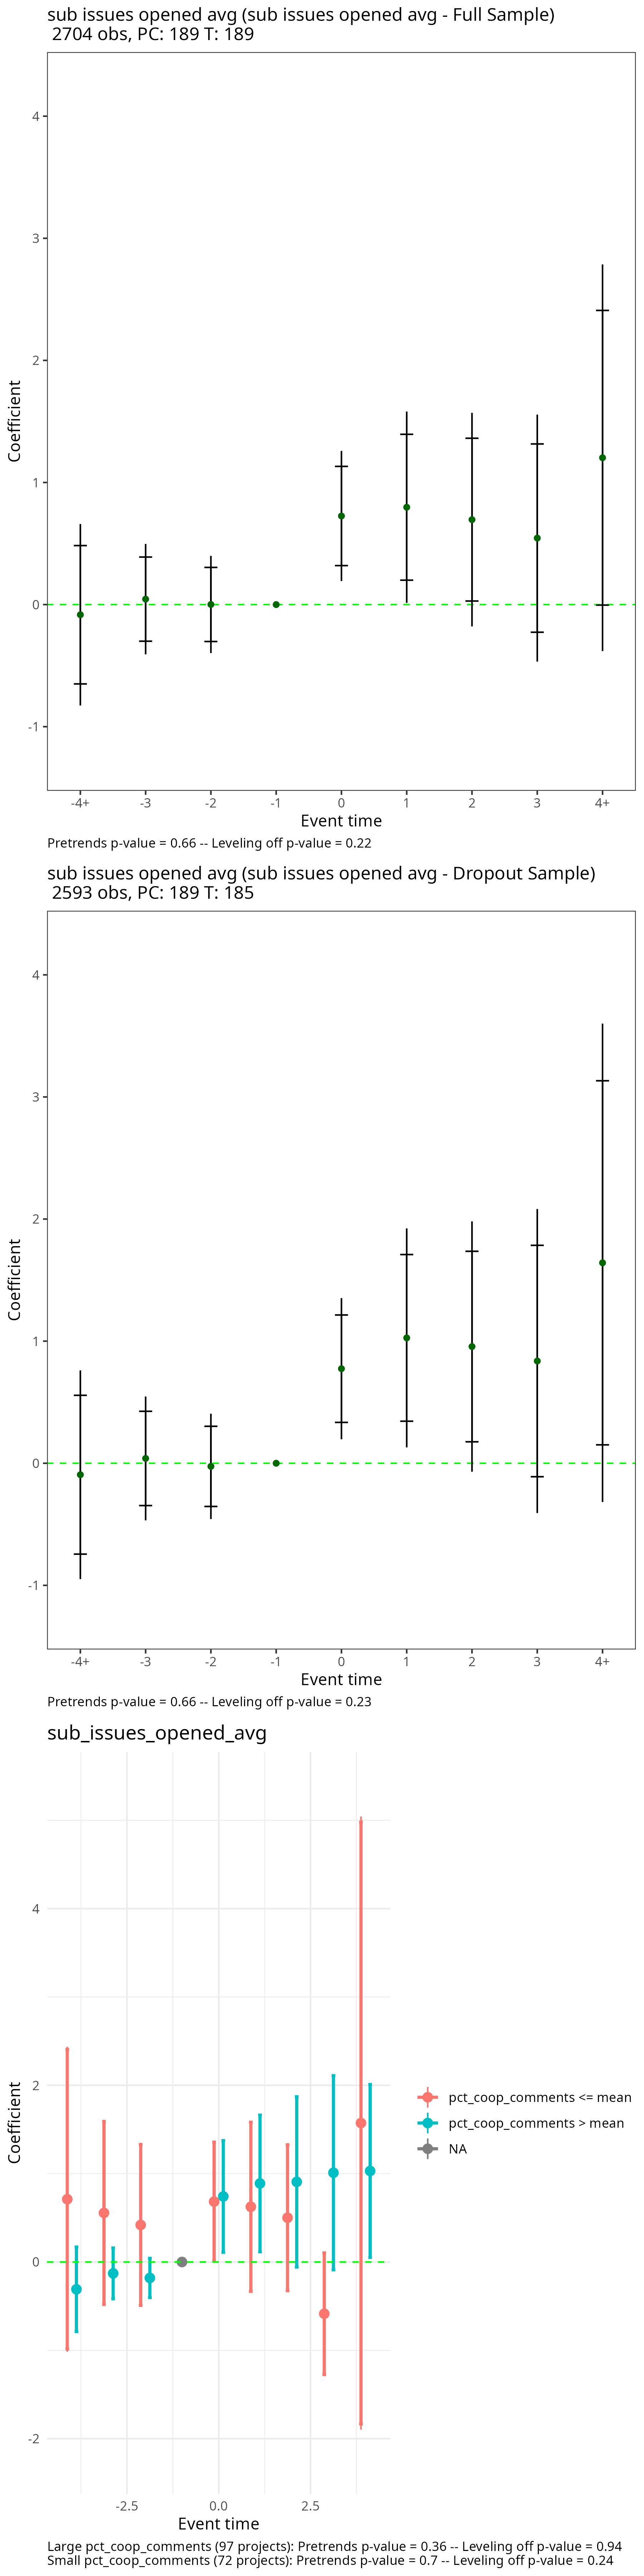 sub issues opened avg (sub issues opened avg - Full Sample)
2704 obs, PC: 189 T: 189
4
3
2
1
0
-1
Coefficient
-4+ -3 -2 -1 0 1 2 3 4+
Event time
Pretrends p-value = 0.66 -- Leveling off p-value = 0.22
sub issues opened avg (sub issues opened avg - Dropout Sample)
2593 obs, PC: 189 T: 185
4
3
2
1
0
-1
Coefficient
-4+ -3 -2 -1 0 1 2 3 4+
Event time
Pretrends p-value = 0.66 -- Leveling off p-value = 0.23
sub_issues_opened_avg
4
2
0
-2
Coefficient
pct_coop_comments <= mean
pct_coop_comments > mean
NA
-2.5 0.0 2.5
Event time
Large pct_coop_comments (97 projects): Pretrends p-value = 0.36 -- Leveling off p-value = 0.94
Small pct_coop_comments (72 projects): Pretrends p-value = 0.7 -- Leveling off p-value = 0.24